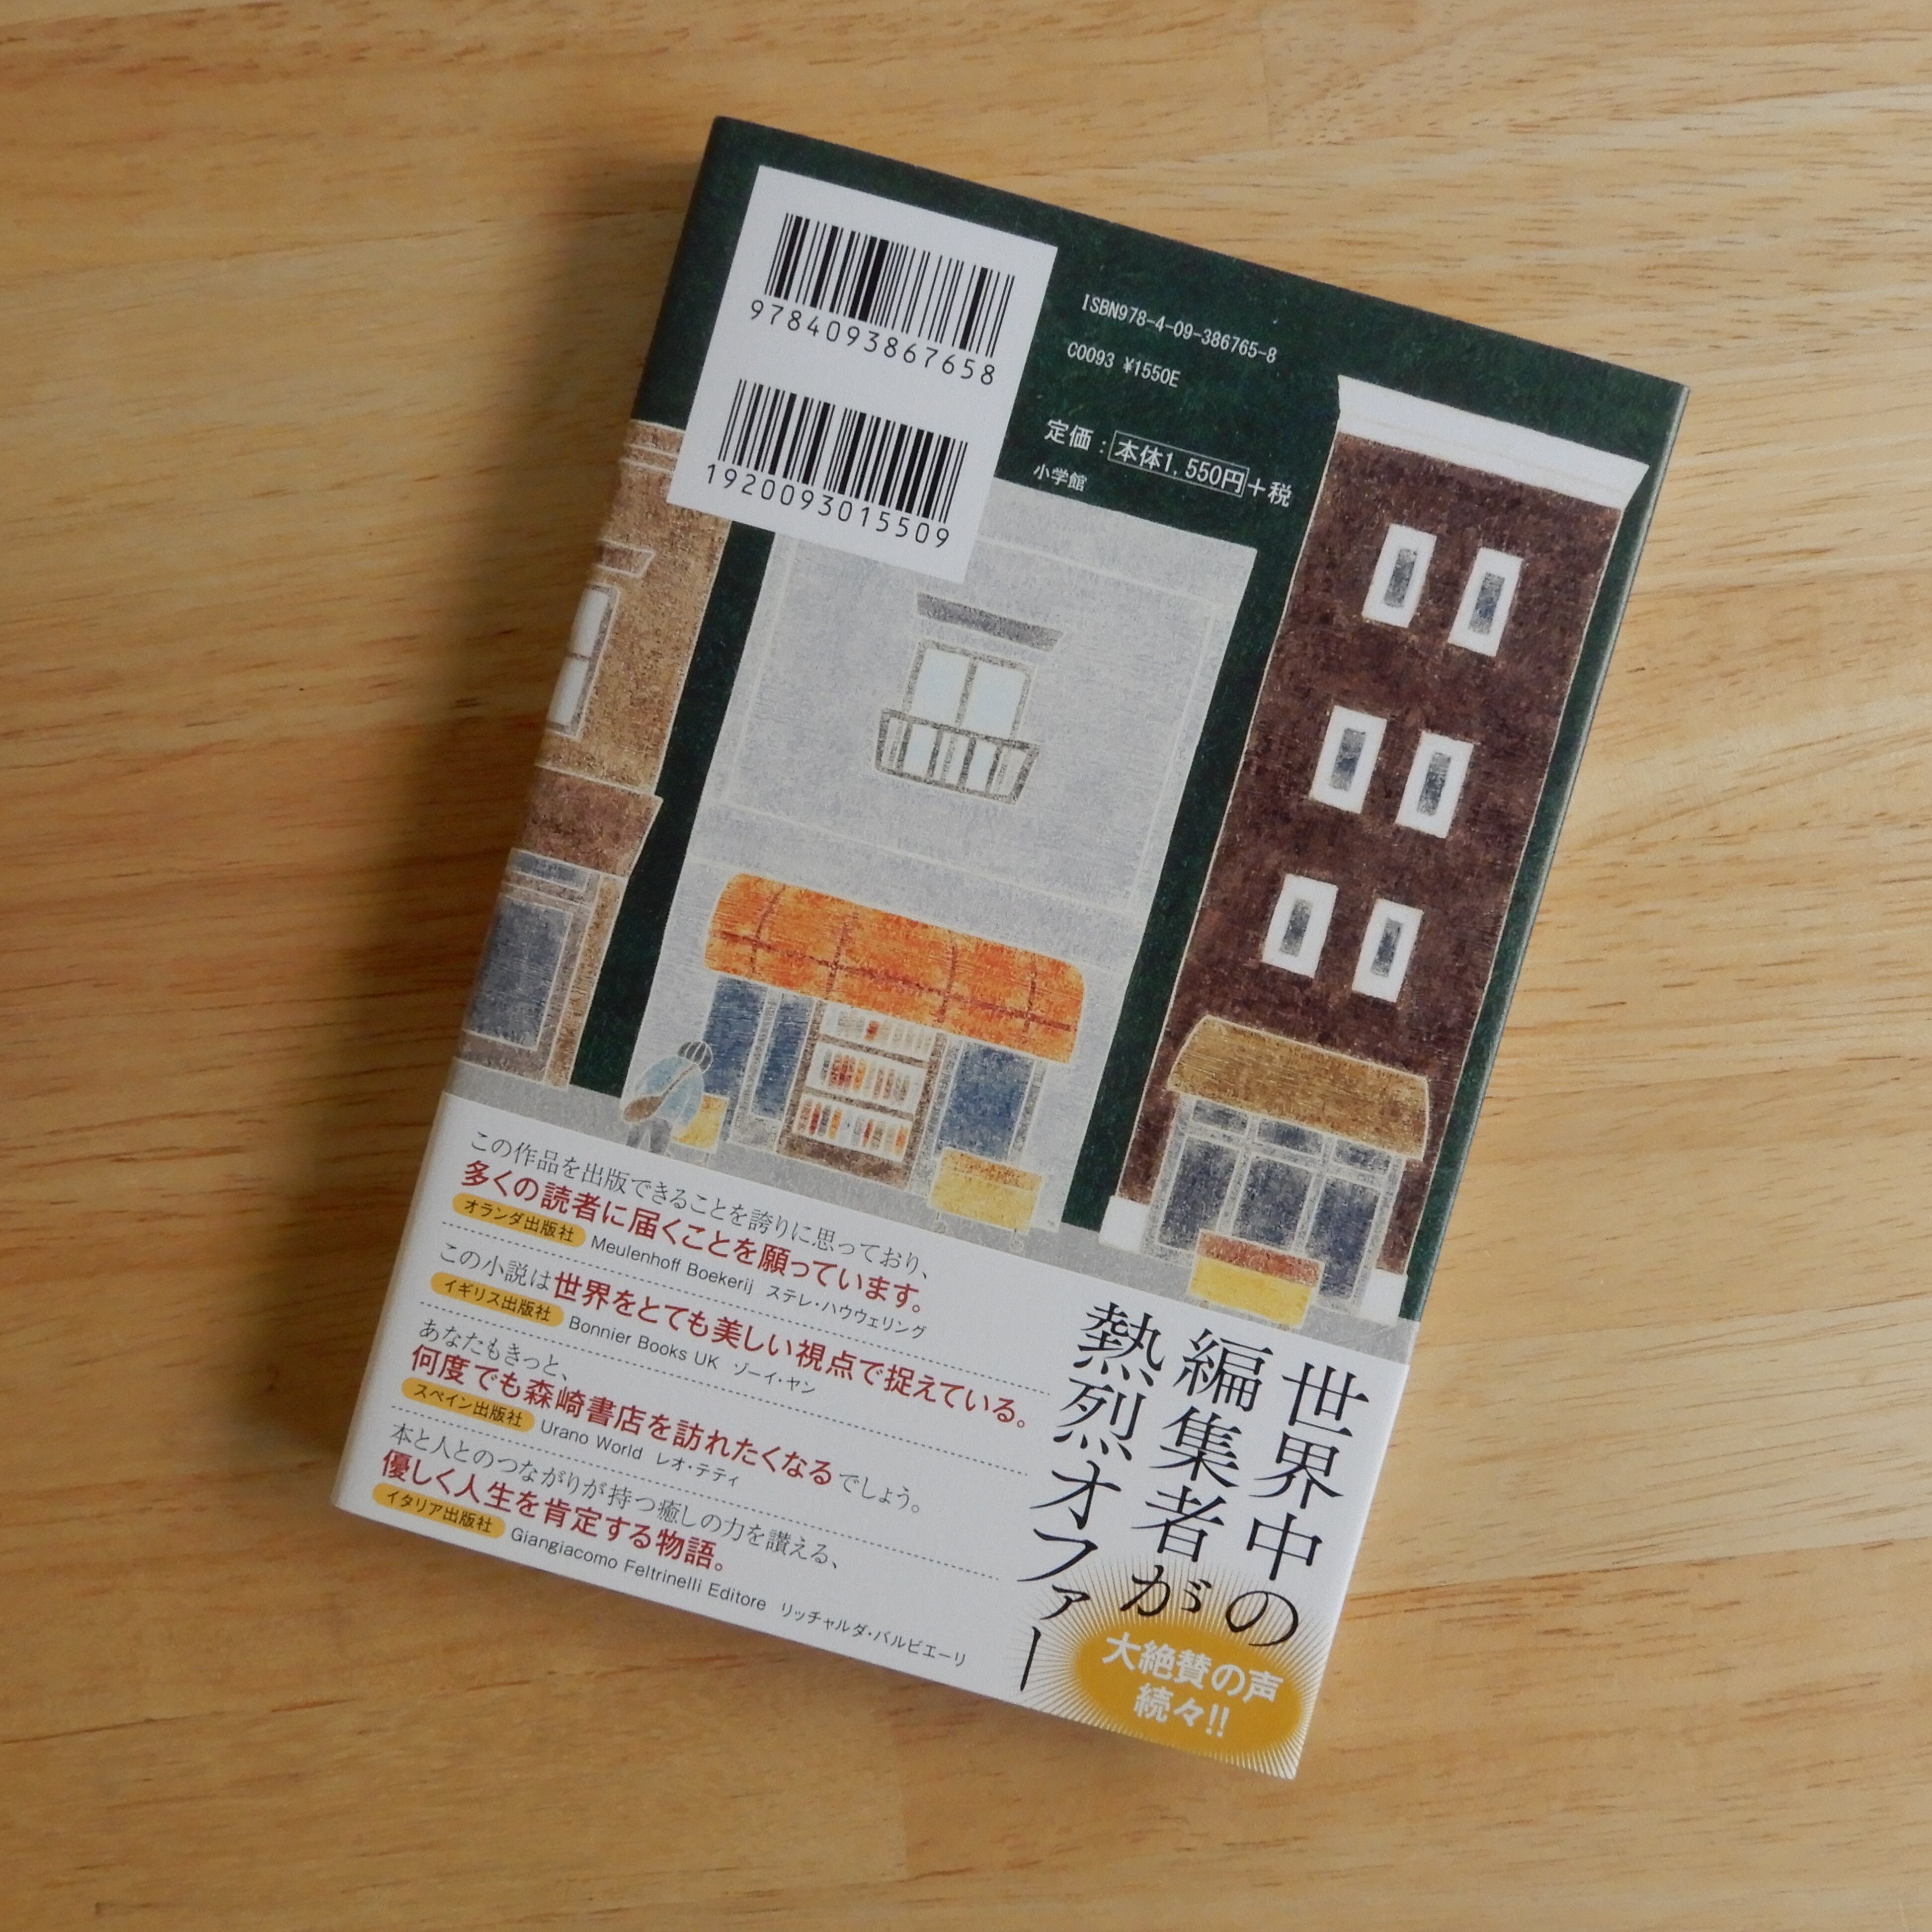 9784093867658
1920093015509
ISBN978-4-09-386765-8
C0093 ¥1550E
定価：本体1,550円＋税
小学館
この作品を出版できることを誇りに思っており、
多くの読者に届くことを願っています。
オランダ出版社 Meulenhoff Boekerij ステレ・ハウウェリング
この小説は世界をとても美しい視点で捉えている。
イギリス出版社 Bonnier Books UK ゾーイ・ヤン
あなたもきっと、
何度でも森崎書店を訪れたくなるでしょう。
スペイン出版社 Urano World レオ・テティ
本と人とのつながりが持つ癒しの力を讃える、
優しく人生を肯定する物語。
イタリア出版社 Giangiacomo Feltrinelli Editore リッチャルダ・バルビエーリ
世界中の
編集者が
熱烈オファー
大絶賛の声
続々!!